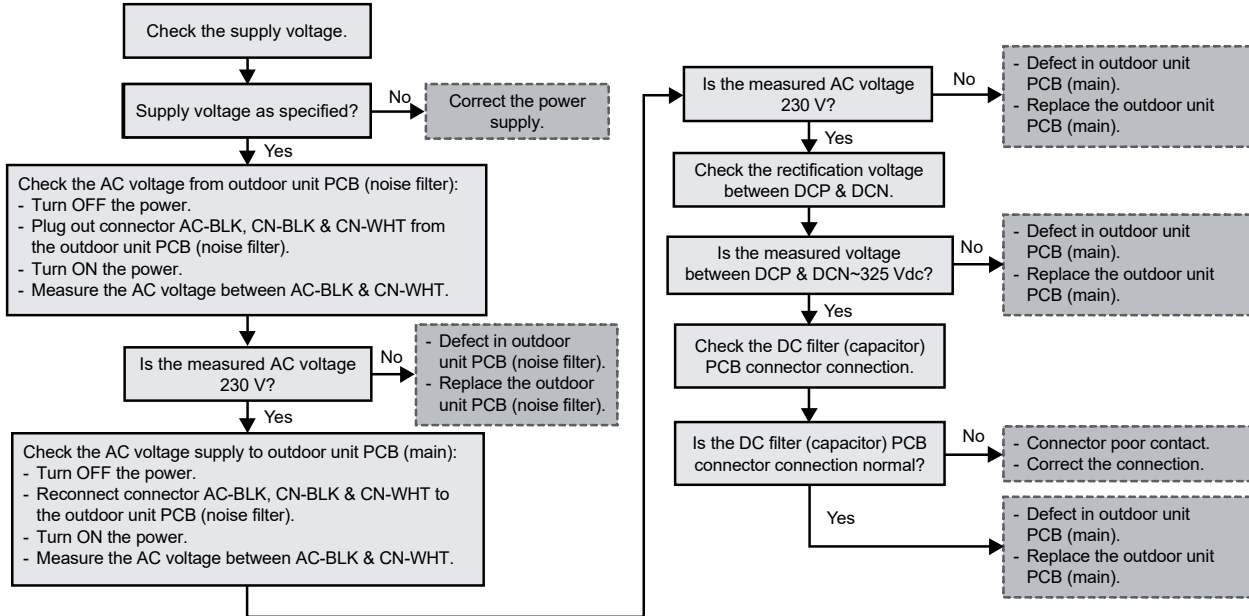 Check the supply voltage.
Supply voltage as specified?
No
Correct the power
supply.
Yes
Check the AC voltage from outdoor unit PCB (noise filter):
- Turn OFF the power.
- Plug out connector AC-BLK, CN-BLK & CN-WHT from
the outdoor unit PCB (noise filter).
- Turn ON the power.
- Measure the AC voltage between AC-BLK & CN-WHT.
Is the measured AC voltage
230 V?
No
- Defect in outdoor
unit PCB (noise filter).
- Replace the outdoor
unit PCB (noise filter).
Yes
Check the AC voltage supply to outdoor unit PCB (main):
- Turn OFF the power.
- Reconnect connector AC-BLK, CN-BLK & CN-WHT to
the outdoor unit PCB (noise filter).
- Turn ON the power.
- Measure the AC voltage between AC-BLK & CN-WHT.
Is the measured AC voltage
230 V?
No
- Defect in outdoor unit
PCB (main).
- Replace the outdoor unit
PCB (main).
Yes
Check the rectification voltage
between DCP & DCN.
Is the measured voltage
between DCP & DCN~325 Vdc?
No
- Defect in outdoor unit
PCB (main).
- Replace the outdoor unit
PCB (main).
Yes
Check the DC filter (capacitor)
PCB connector connection.
Is the DC filter (capacitor) PCB
connector connection normal?
No
- Connector poor contact.
- Correct the connection.
Yes
- Defect in outdoor unit
PCB (main).
- Replace the outdoor unit
PCB (main).